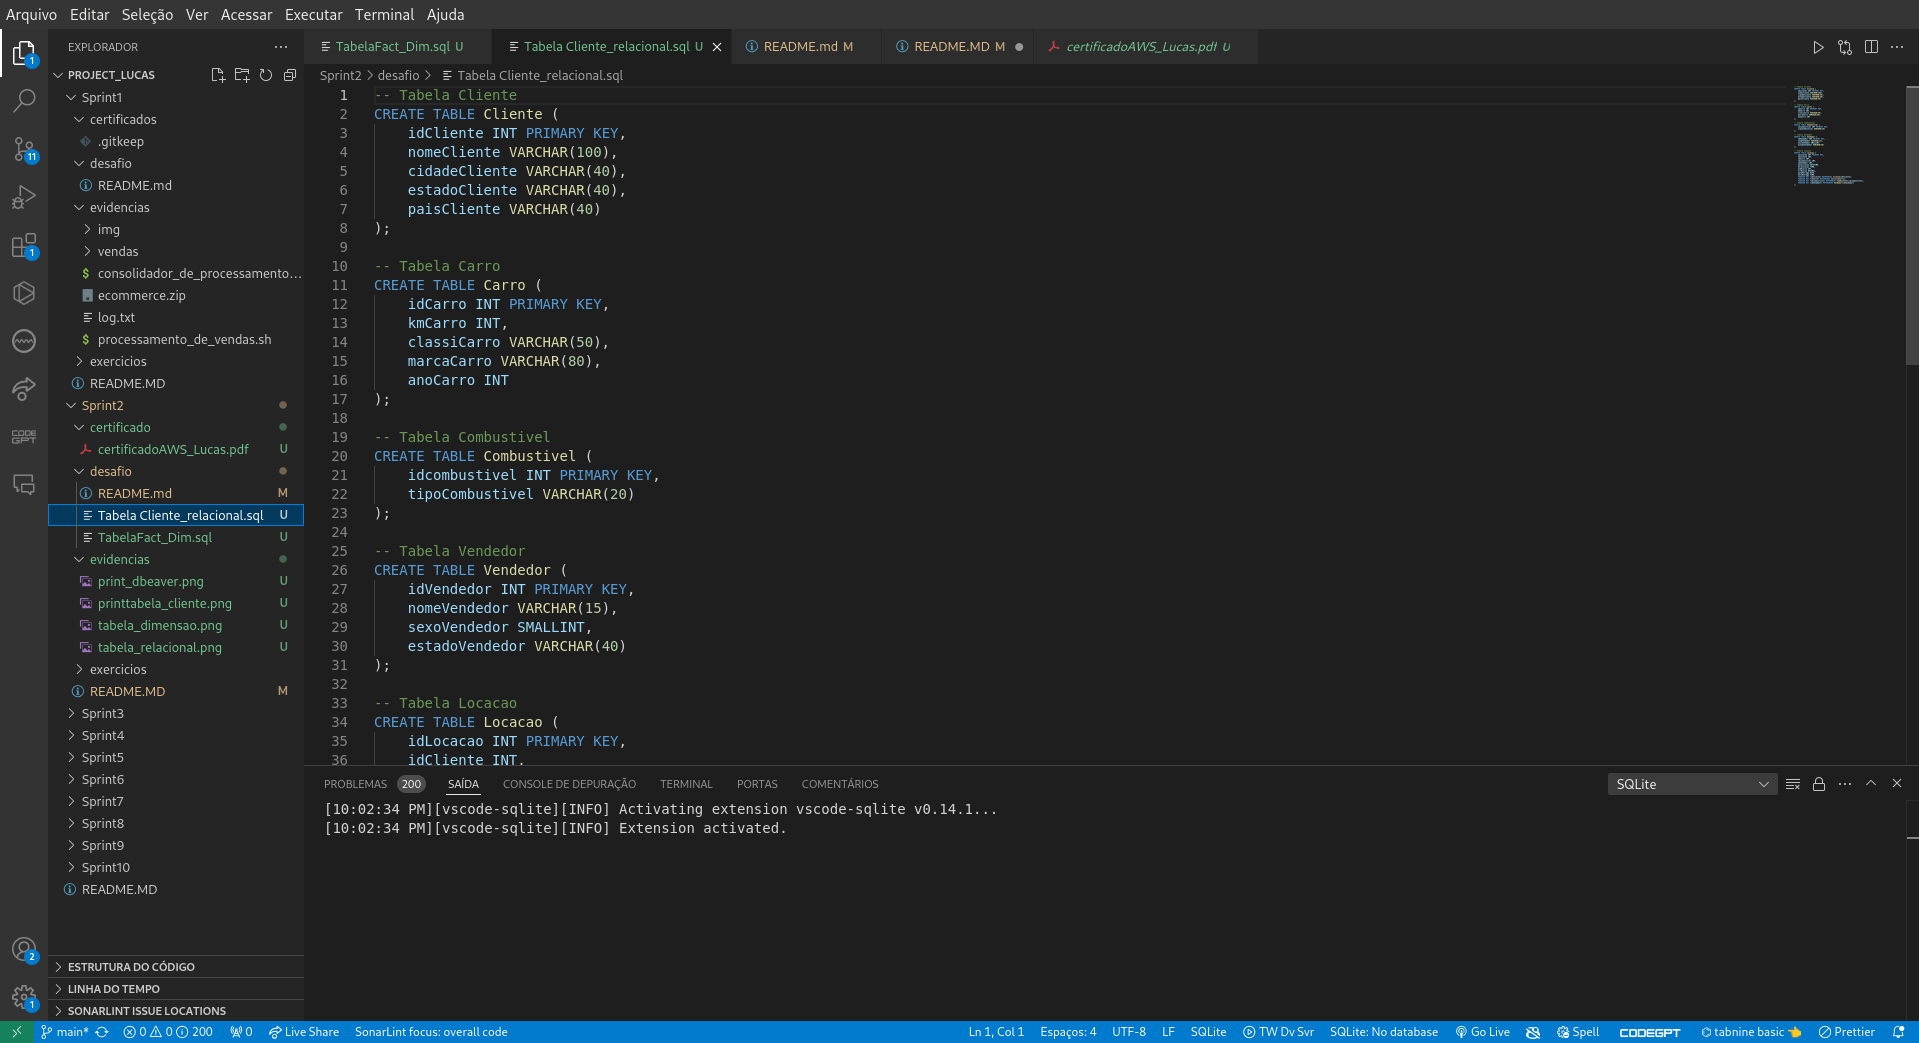 Arquivo Editar Seleção Ver Acessar Executar Terminal Ajuda
EXPLORADOR
PROJECT_LUCAS
Sprint1
certificados
.gitkeep
desafio
README.md
evidencias
img
vendas
consolidador_de_processamento...
ecommerce.zip
log.txt
processamento_de_vendas.sh
exercicios
README.MD
Sprint2
certificado
certificadoAWS_Lucas.pdf U
desafio
README.md M
Tabela Cliente_relacional.sql U
TabelaFact_Dim.sql U
evidencias
print_dbeaver.png U
printtabela_cliente.png U
tabela_dimensao.png U
tabela_relacional.png U
exercicios
README.MD M
Sprint3
Sprint4
Sprint5
Sprint6
Sprint7
Sprint8
Sprint9
Sprint10
README.MD
ESTRUTURA DO CÓDIGO
LINHA DO TEMPO
SONARLINT ISSUE LOCATIONS
1
11
1
2
1
CODE GPT
TabelaFact_Dim.sql U Tabela Cliente_relacional.sql U README.md M README.MD M certificadoAWS_Lucas.pdf U
Sprint2 > desafio > Tabela Cliente_relacional.sql
1 -- Tabela Cliente
2 CREATE TABLE Cliente (
3 idCliente INT PRIMARY KEY,
4 nomeCliente VARCHAR(100),
5 cidadeCliente VARCHAR(40),
6 estadoCliente VARCHAR(40),
7 paisCliente VARCHAR(40)
8 );
9
10 -- Tabela Carro
11 CREATE TABLE Carro (
12 idCarro INT PRIMARY KEY,
13 kmCarro INT,
14 classiCarro VARCHAR(50),
15 marcaCarro VARCHAR(80),
16 anoCarro INT
17 );
18
19 -- Tabela Combustivel
20 CREATE TABLE Combustivel (
21 idcombustivel INT PRIMARY KEY,
22 tipoCombustivel VARCHAR(20)
23 );
24
25 -- Tabela Vendedor
26 CREATE TABLE Vendedor (
27 idVendedor INT PRIMARY KEY,
28 nomeVendedor VARCHAR(15),
29 sexoVendedor SMALLINT,
30 estadoVendedor VARCHAR(40)
31 );
32
33 -- Tabela Locacao
34 CREATE TABLE Locacao (
35 idLocacao INT PRIMARY KEY,
36 idCliente INT,
PROBLEMAS 200 SAÍDA CONSOLE DE DEPURAÇÃO TERMINAL PORTAS COMENTÁRIOS SQLite
[10:02:34 PM][vscode-sqlite][INFO] Activating extension vscode-sqlite v0.14.1...
[10:02:34 PM][vscode-sqlite][INFO] Extension activated.
main* 0 0 200 0 Live Share SonarLint focus: overall code Ln 1, Col 1 Espaços: 4 UTF-8 LF SQLite TW Dv Svr SQLite: No database Go Live Spell CODEGPT tabnine basic Prettier